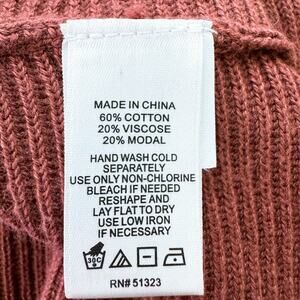 MADE IN CHINA
60% COTTON
20% VISCOSE
20% MODAL
HAND WASH COLD
SEPARATELY
USE ONLY NON-CHLORINE
BLEACH IF NEEDED
RESHAPE AND
LAY FLAT TO DRY
USE LOW IRON
IF NECESSARY
30C
RN# 51323